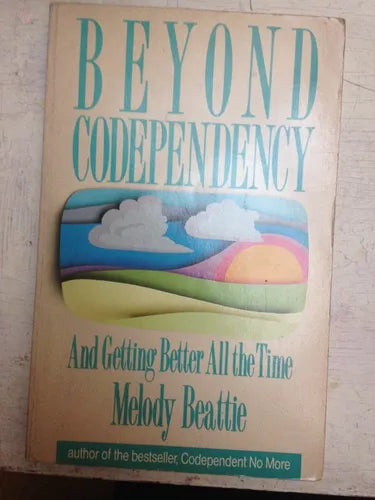 BEYOND
CODEPENDENCY
And Getting Better All the Time
Melody Beattie
author of the bestseller, Codependent No More